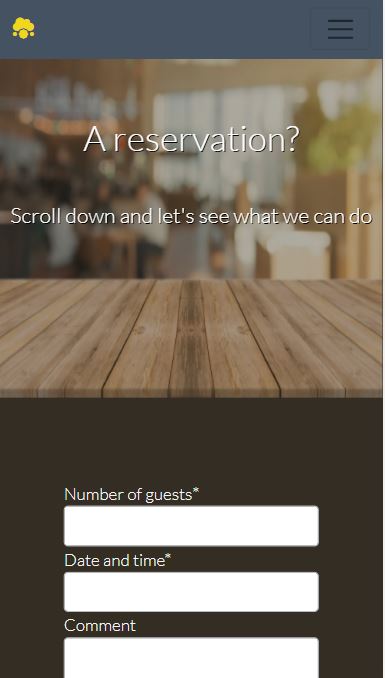 A reservation?
Scroll down and let's see what we can do
Number of guests*
Date and time*
Comment